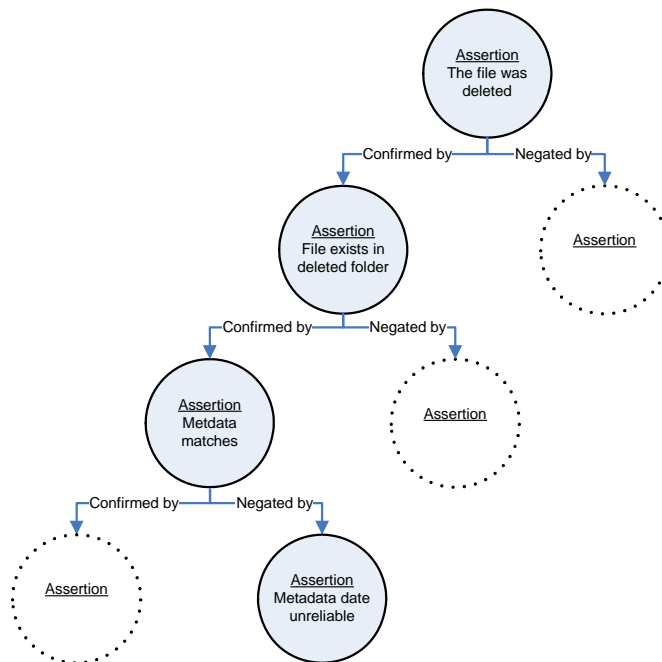 Assertion
The file was
deleted
Confirmed by
Negated by
Assertion
File exists in
deleted folder
Assertion
Confirmed by
Negated by
Assertion
Metdata
matches
Assertion
Confirmed by
Negated by
Assertion
Assertion
Metadata date
unreliable